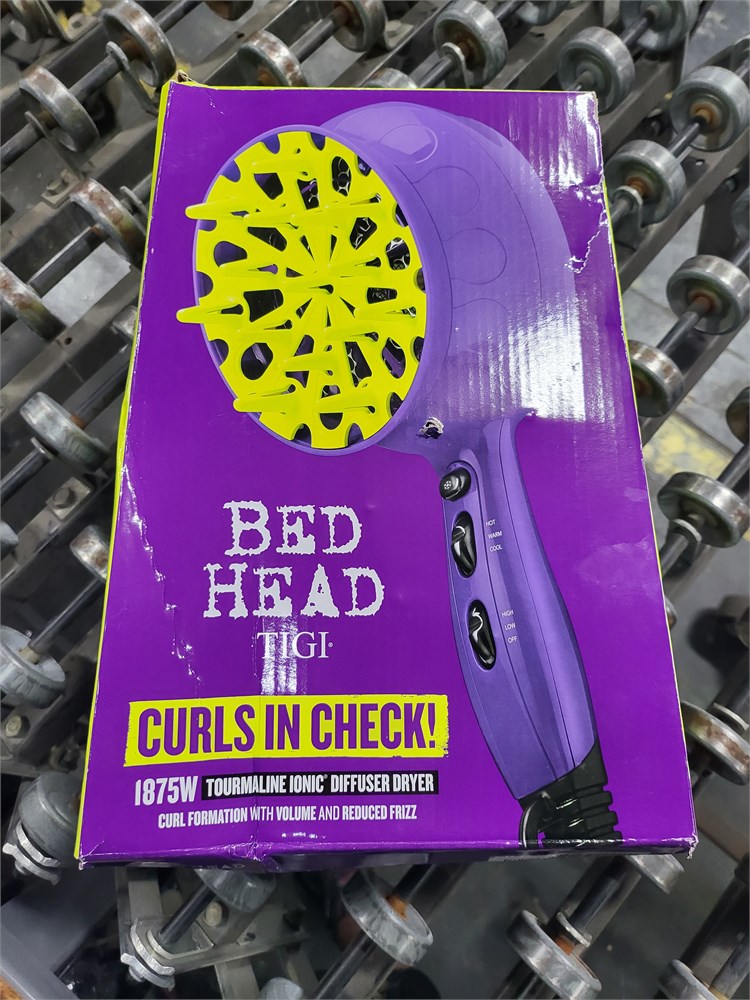 HOT
WARM
COOL
BED
HEAD
TIGI®
HIGH
LOW
OFF
CURLS IN CHECK!
1875W TOURMALINE IONIC® DIFFUSER DRYER
CURL FORMATION WITH VOLUME AND REDUCED FRIZZ